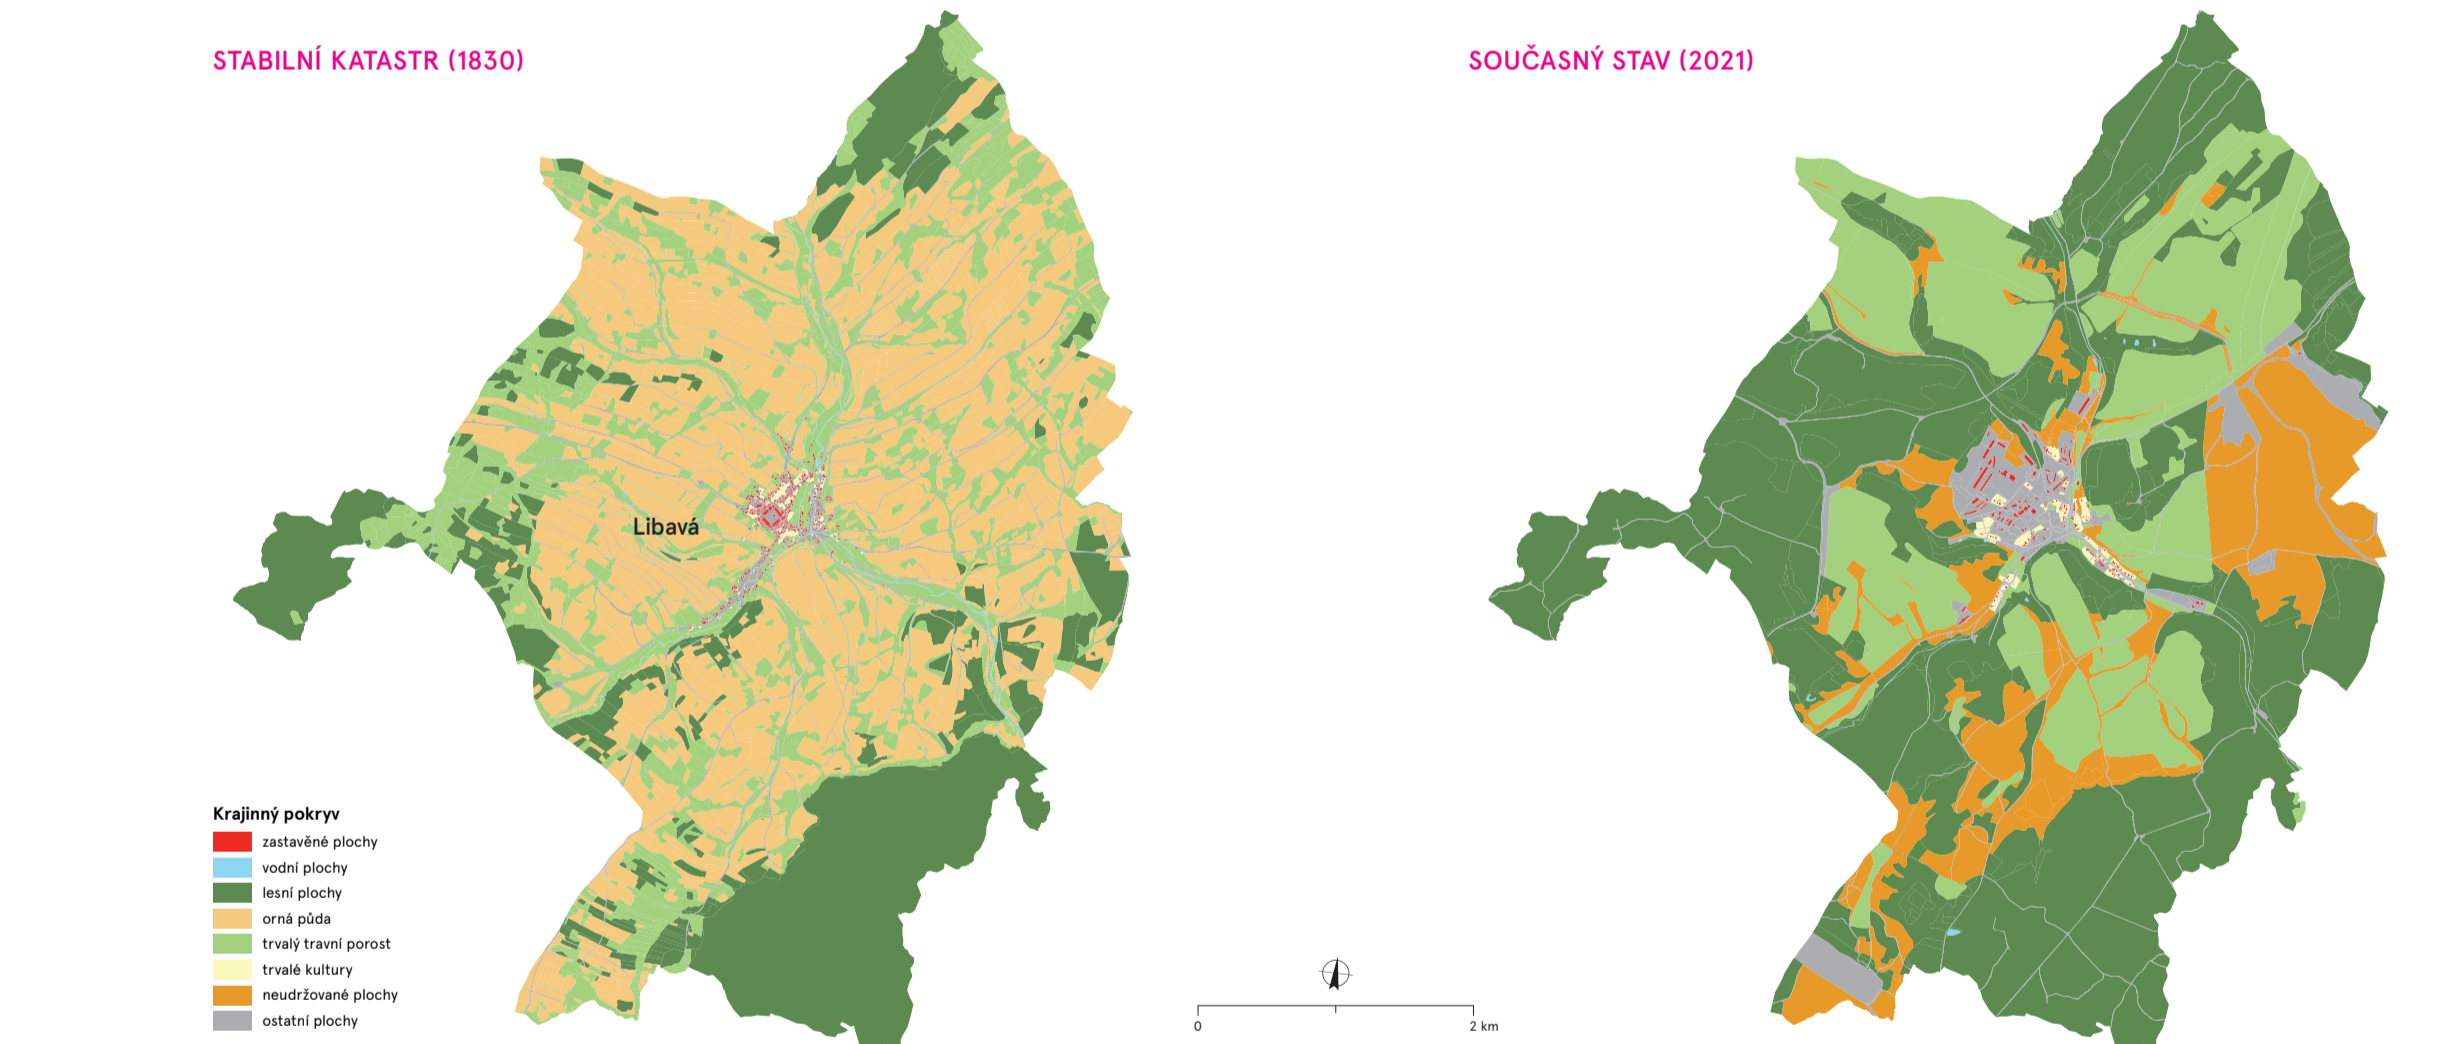 STABILNÍ KATASTR (1830)
SOUČASNÝ STAV (2021)
Libavá
Krajinný pokryv
zastavěné plochy
vodní plochy
lesní plochy
orná půda
trvalý travní porost
trvalé kultury
neudržované plochy
ostatní plochy
0
2 km